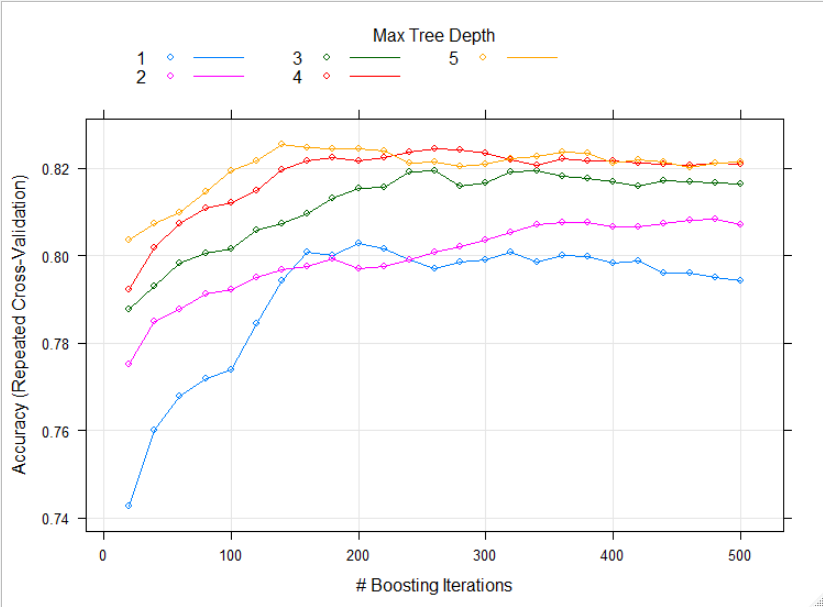 Max Tree Depth
1 3 5
2 4
Accuracy (Repeated Cross-Validation)
0.82
0.80
0.78
0.76
0.74
0 100 200 300 400 500
# Boosting Iterations